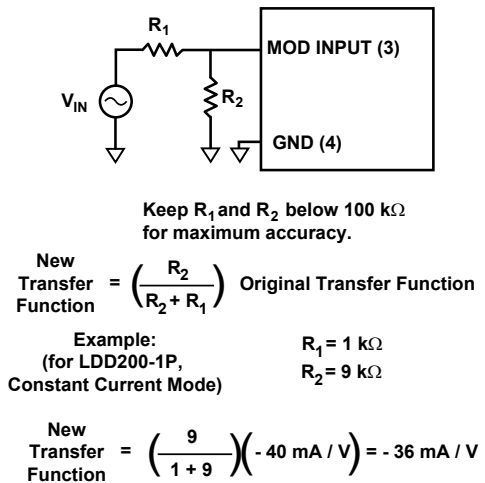 R1
MOD INPUT (3)
VIN
R2
GND (4)
Keep R1 and R2 below 100 kΩ
for maximum accuracy.
New
Transfer
Function
= ( R2 / R2 + R1 ) Original Transfer Function
Example:
(for LDD200-1P,
Constant Current Mode)
R1 = 1 kΩ
R2 = 9 kΩ
New
Transfer
Function
= ( 9 / 1 + 9 ) ( - 40 mA / V ) = - 36 mA / V